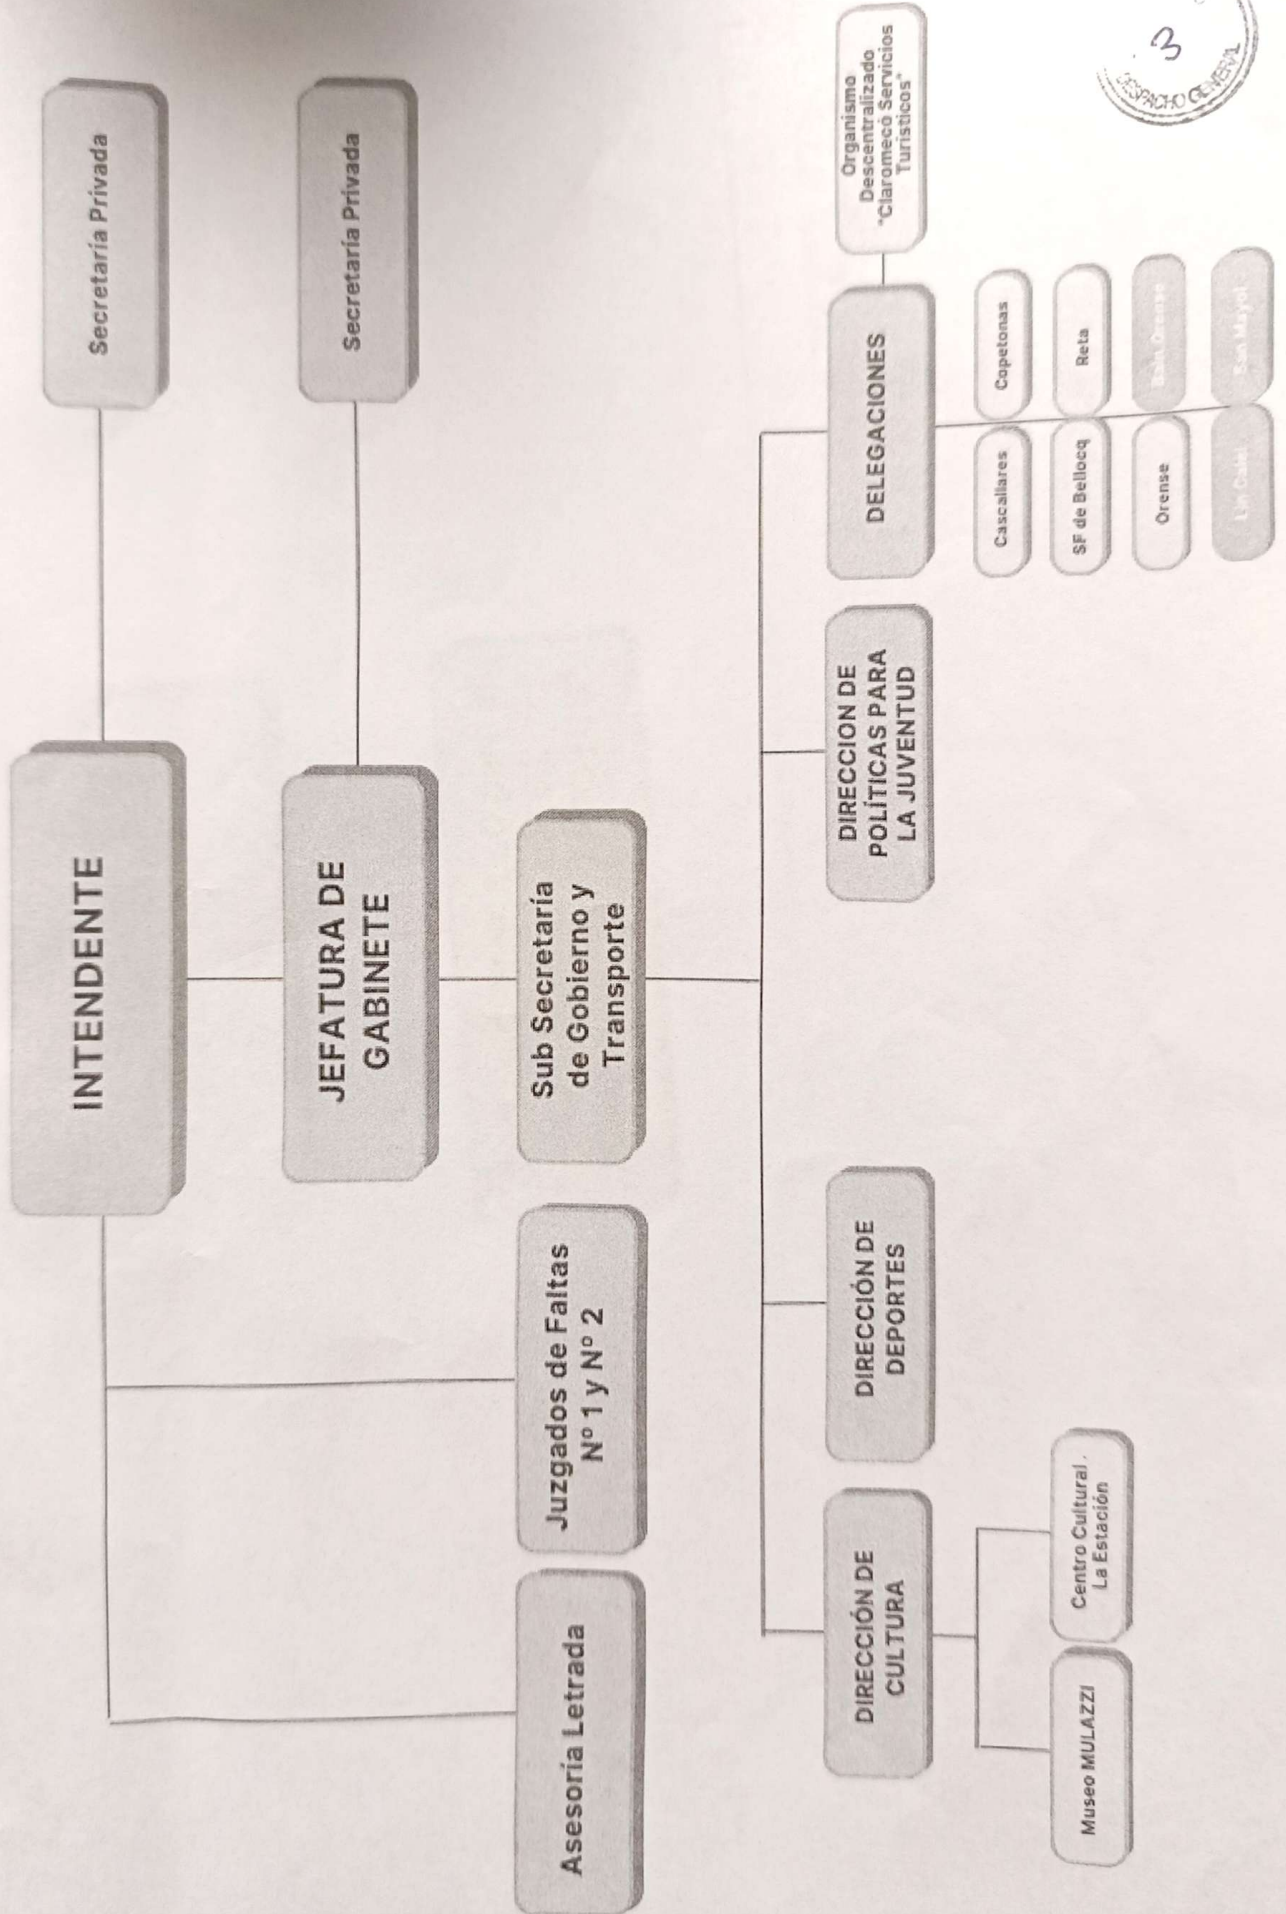 INTENDENTE
Secretaría Privada
JEFATURA DE
GABINETE
Secretaría Privada
Asesoría Letrada
Juzgados de Faltas
Nº 1 y Nº 2
Sub Secretaría
de Gobierno y
Transporte
DIRECCIÓN DE
CULTURA
DIRECCIÓN DE
DEPORTES
DIRECCION DE
POLÍTICAS PARA
LA JUVENTUD
DELEGACIONES
Organismo
Descentralizado
"Claromecó Servicios
Turísticos"
Museo MULAZZI
Centro Cultural
La Estación
Cascallares
Copetonas
SF de Bellocq
Reta
Orense
Baln Orense
San Mayol
3
DESPACHO GENERAL